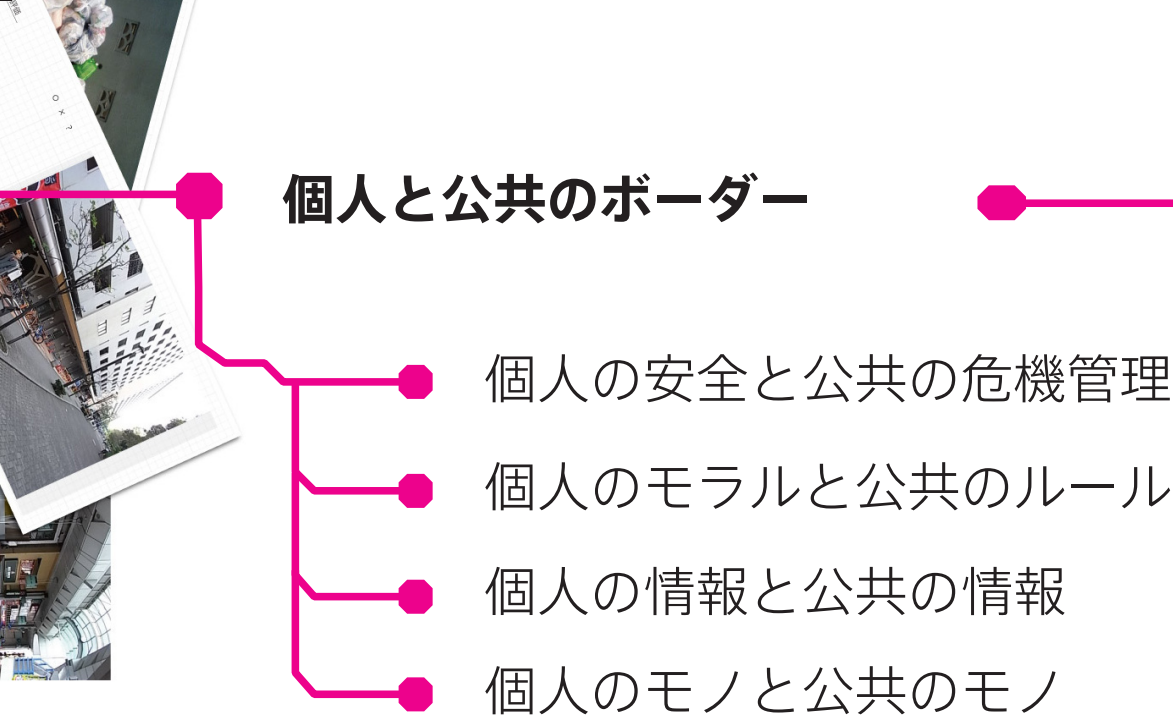 ○ × ?
個人と公共のボーダー
個人の安全と公共の危機管理
個人のモラルと公共のルール
個人の情報と公共の情報
個人のモノと公共のモノ